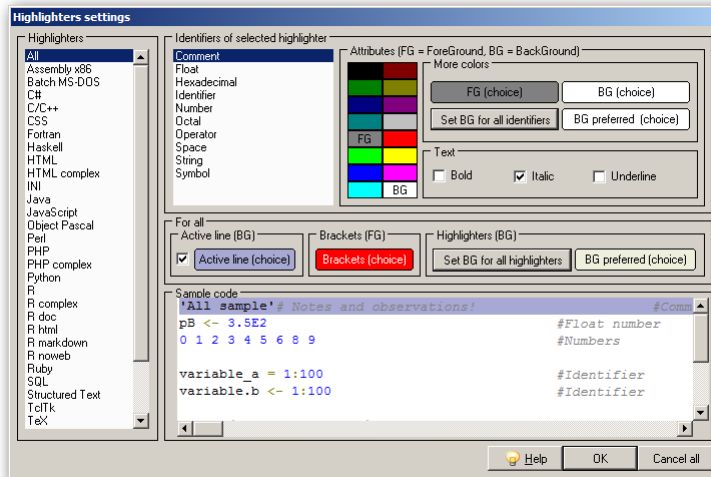 Highlighters settings
Highlighters
All
Assembly x86
Batch MS-DOS
C#
C/C++
CSS
Fortran
Haskell
HTML
HTML complex
INI
Java
JavaScript
Object Pascal
Perl
PHP
PHP complex
Python
R
R complex
R doc
R html
R markdown
R noweb
Ruby
SQL
Structured Text
Tcl/Tk
TeX
Identifiers of selected highlighter
Comment
Float
Hexadecimal
Identifier
Number
Octal
Operator
Space
String
Symbol
Attributes (FG = ForeGround, BG = BackGround)
FG
BG
More colors
FG (choice) BG (choice)
Set BG for all identifiers BG preferred (choice)
Text
Bold Italic Underline
For all
Active line (BG)
Active line (choice)
Brackets (FG)
Brackets (choice)
Highlighters (BG)
Set BG for all highlighters BG preferred (choice)
Sample code
'All sample'# Notes and observations! #Comm
pB <- 3.5E2 #Float number
0 1 2 3 4 5 6 8 9 #Numbers
variable_a = 1:100 #Identifier
variable.b <- 1:100 #Identifier
Help OK Cancel all